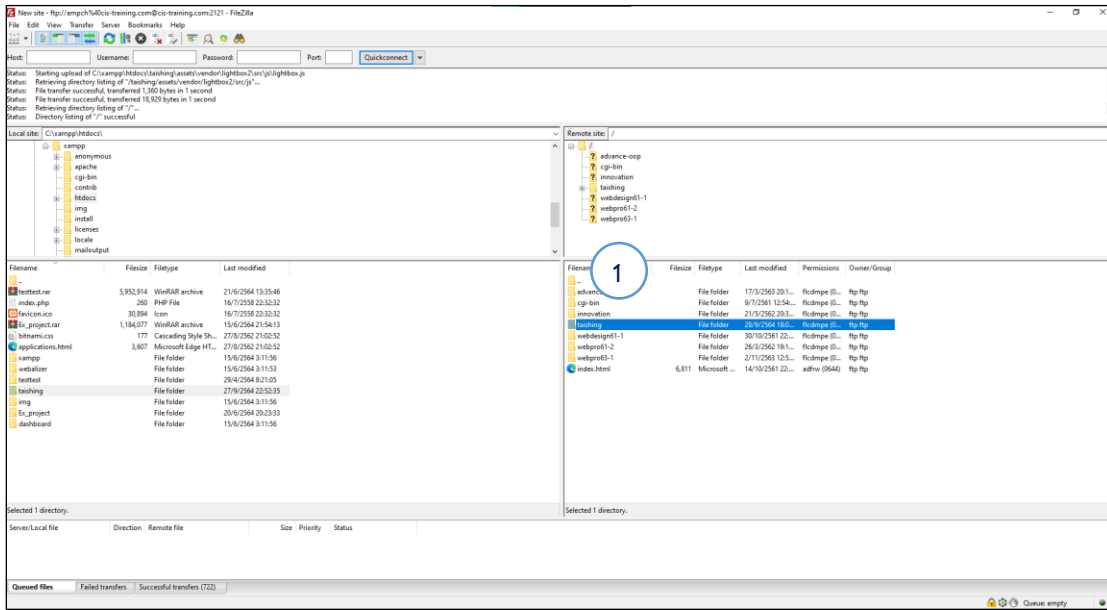 New site - ftp://ampch%40cis-training.com@cis-training.com:2121 - FileZilla
File Edit View Transfer Server Bookmarks Help
Host: Username: Password: Port: Quickconnect
Status: Starting upload of C:\xampp\htdocs\taishing\assets\vendor\lightbox2\src\js\lightbox.js
Status: Retrieving directory listing of "/taishing/assets/vendor/lightbox2/src/js"...
Status: File transfer successful, transferred 1,360 bytes in 1 second
Status: File transfer successful, transferred 18,929 bytes in 1 second
Status: Retrieving directory listing of "/"...
Status: Directory listing of "/" successful
Local site: C:\xampp\htdocs\
xampp
anonymous
apache
cgi-bin
contrib
htdocs
img
install
licenses
locale
mailoutput
Remote site: /
/
? advance-oop
? cgi-bin
? innovation
taishing
? webdesign61-1
? webpro61-2
? webpro63-1
Filename Filesize Filetype Last modified
..
testtest.rar 5,952,914 WinRAR archive 21/6/2564 13:35:46
index.php 260 PHP File 16/7/2558 22:32:32
favicon.ico 30,894 Icon 16/7/2558 22:32:32
Ex_project.rar 1,184,077 WinRAR archive 15/6/2564 21:54:13
bitnami.css 177 Cascading Style Sh... 27/8/2562 21:02:52
applications.html 3,607 Microsoft Edge HT... 27/8/2562 21:02:52
xampp File folder 15/6/2564 3:11:56
webalizer File folder 15/6/2564 3:11:53
testtest File folder 29/4/2564 8:21:05
taishing File folder 27/9/2564 22:52:35
img File folder 15/6/2564 3:11:56
Ex_project File folder 20/6/2564 20:23:33
dashboard File folder 15/6/2564 3:11:56
Selected 1 directory.
1
Filesize Filetype Last modified Permissions Owner/Group
..
File folder 17/3/2563 20:1... flcdmpe (0... ftp ftp
cgi-bin File folder 9/7/2561 12:54:... flcdmpe (0... ftp ftp
innovation File folder 21/5/2562 20:3... flcdmpe (0... ftp ftp
taishing File folder 28/9/2564 18:0... flcdmpe (0... ftp ftp
webdesign61-1 File folder 30/10/2561 22:... flcdmpe (0... ftp ftp
webpro61-2 File folder 26/3/2562 19:1... flcdmpe (0... ftp ftp
webpro63-1 File folder 2/11/2563 12:5... flcdmpe (0... ftp ftp
index.html 6,811 Microsoft ... 14/10/2561 22:... adfrw (0644) ftp ftp
Selected 1 directory.
Server/Local file Direction Remote file Size Priority Status
Queued files Failed transfers Successful transfers (722)
Queue: empty